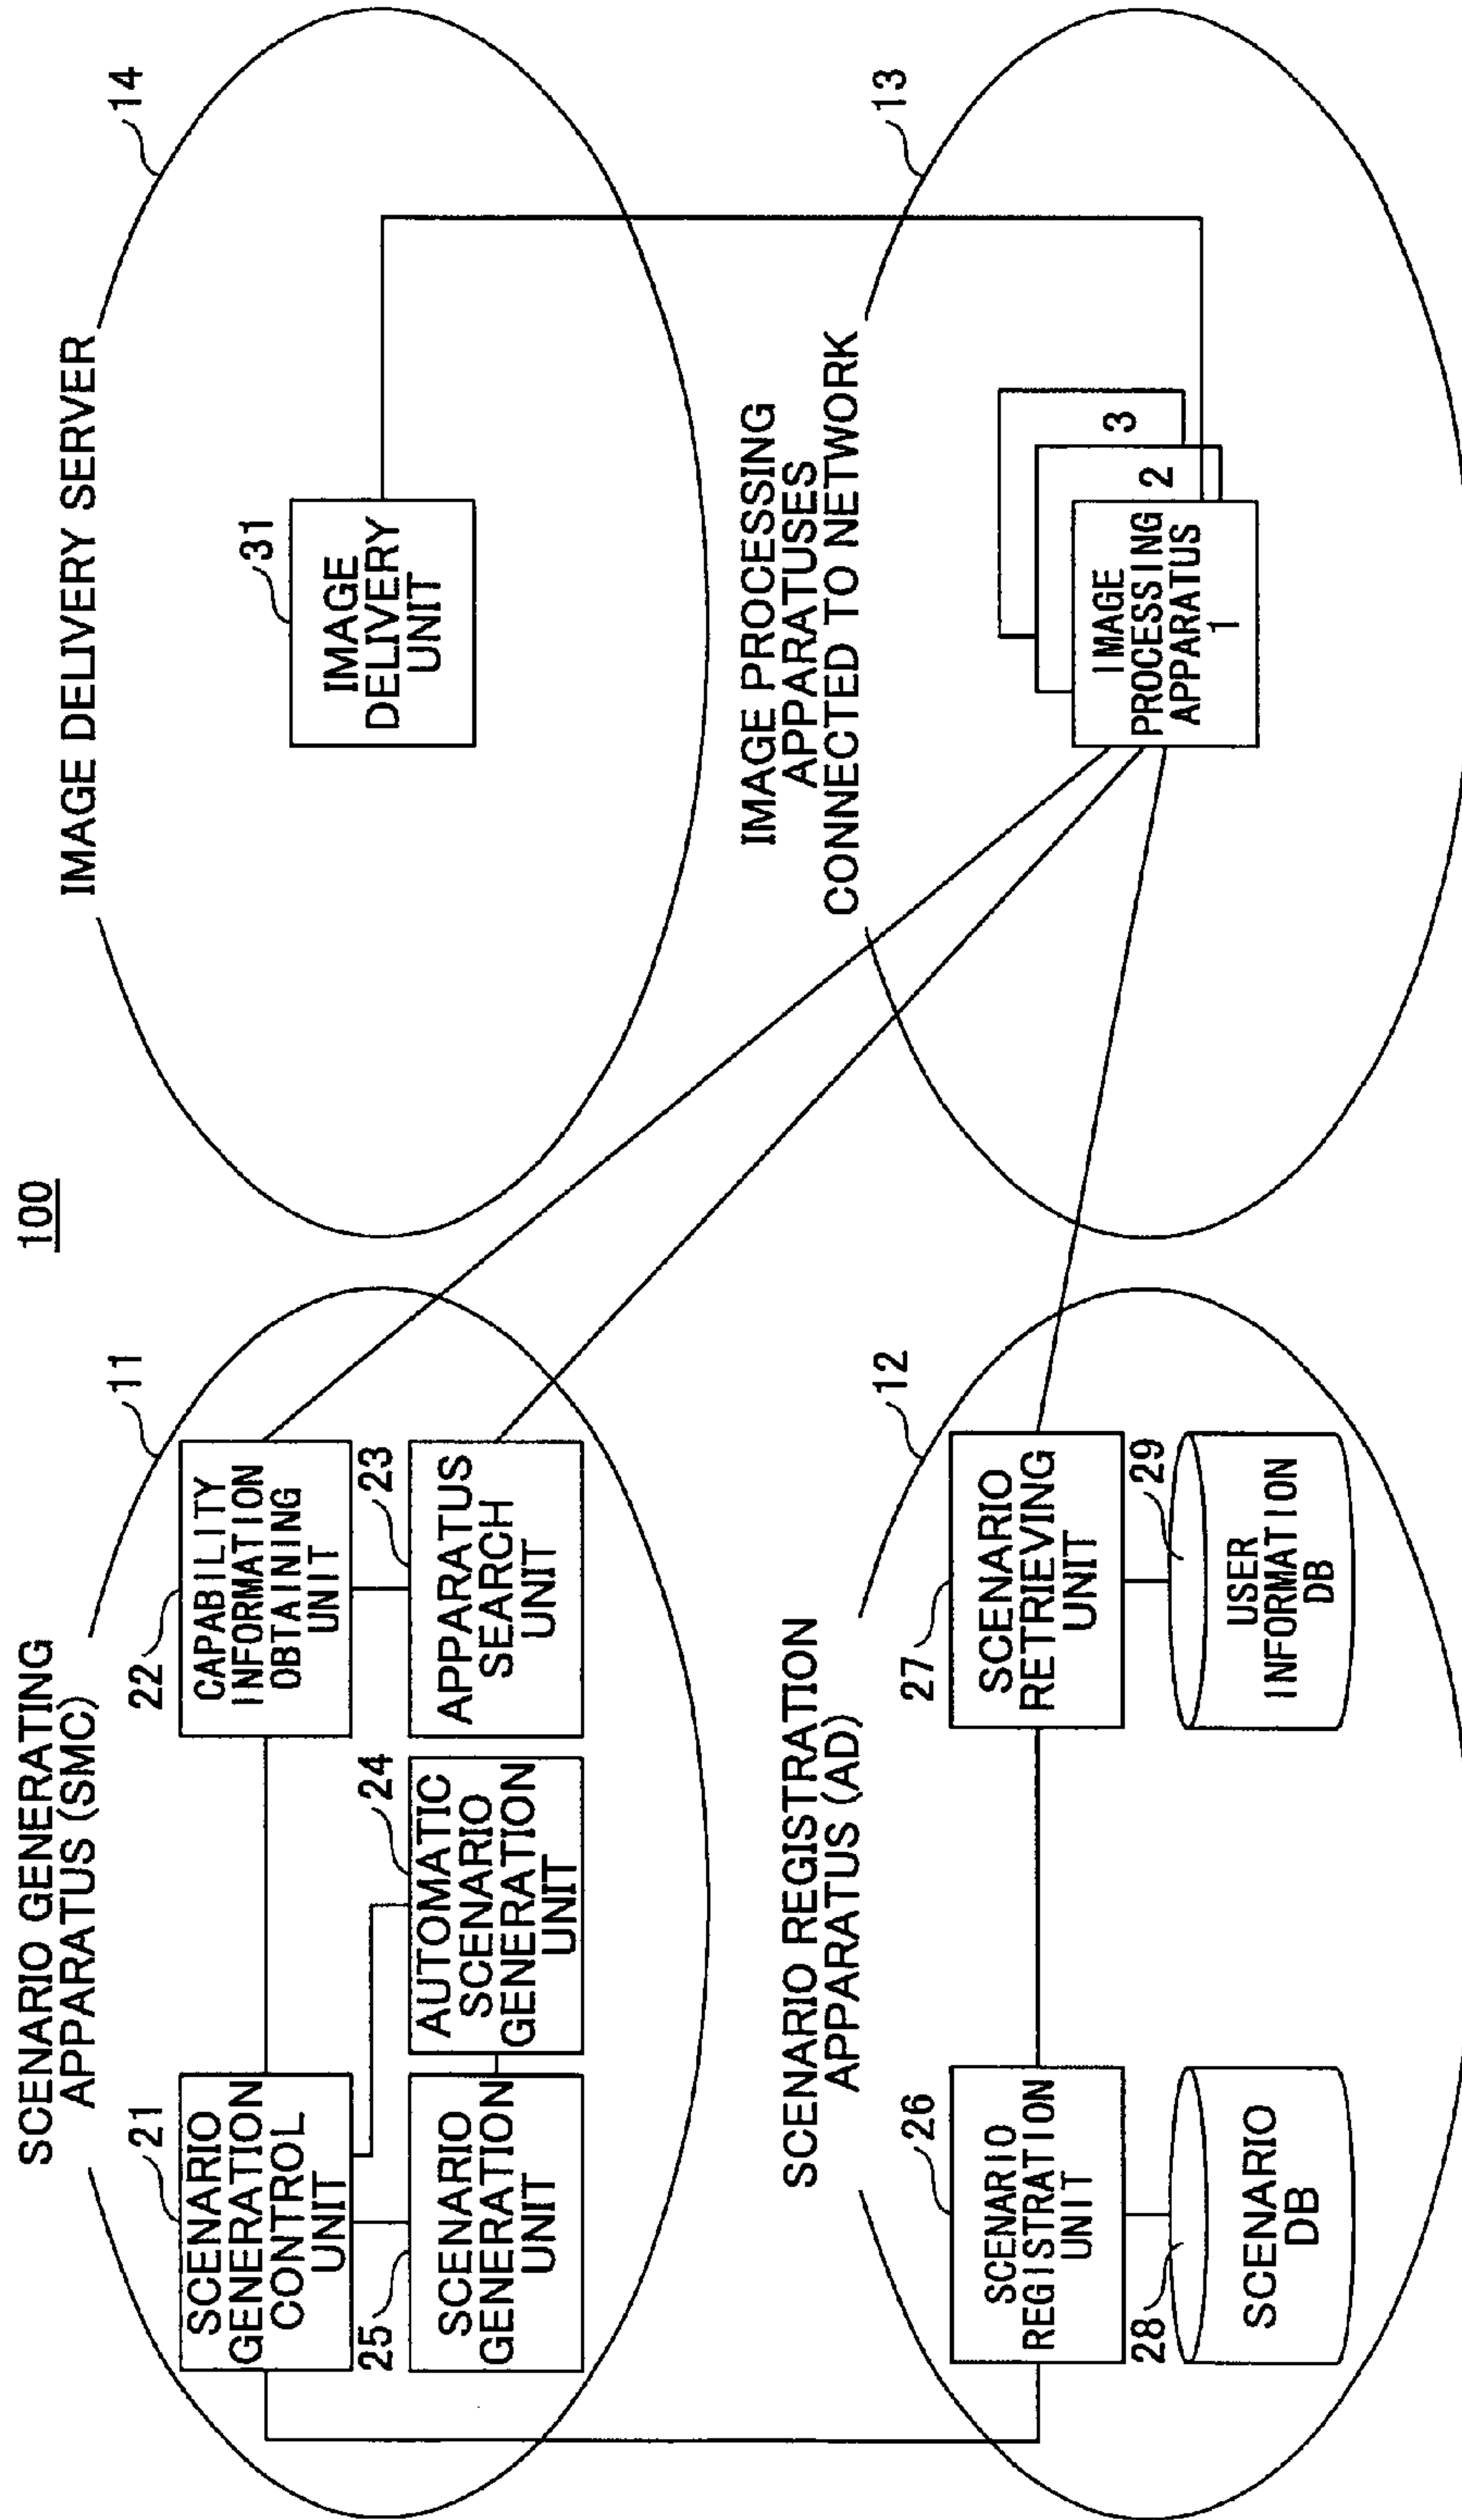 100
SCENARIO GENERATING
APPARATUS (SMC)
11
21
SCENARIO
GENERATION
CONTROL
UNIT
22
CAPABILITY
INFORMATION
OBTAINING
UNIT
25
SCENARIO
GENERATION
UNIT
24
AUTOMATIC
SCENARIO
GENERATION
UNIT
23
APPARATUS
SEARCH
UNIT
IMAGE DELIVERY SERVER
14
31
IMAGE
DELIVERY
UNIT
SCENARIO REGISTRATION
APPARATUS (AD)
12
26
SCENARIO
REGISTRATION
UNIT
27
SCENARIO
RETRIEVING
UNIT
28
SCENARIO
DB
29
USER
INFORMATION
DB
IMAGE PROCESSING
APPARATUSES
CONNECTED TO NETWORK
13
3
2
IMAGE
PROCESSING
APPARATUS
1